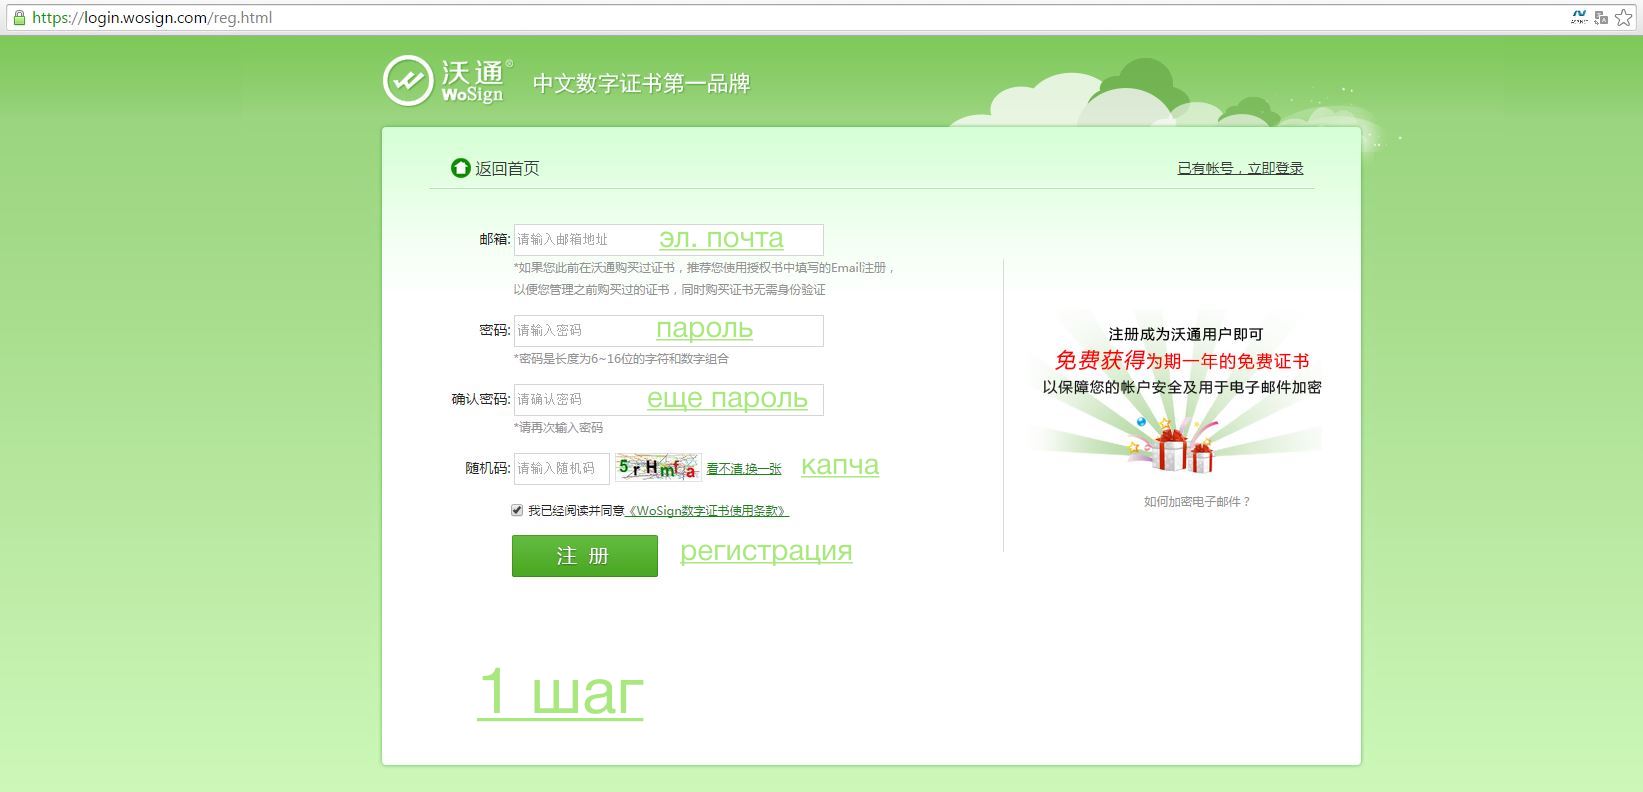 https://login.wosign.com/reg.html
沃通®
WoSign
中文数字证书第一品牌
返回首页
已有帐号，立即登录
邮箱: 请输入邮箱地址 эл. почта
*如果您此前在沃通购买过证书，推荐您使用授权书中填写的Email注册，
以便您管理之前购买过的证书，同时购买证书无需身份验证
密码: 请输入密码 пароль
*密码是长度为6~16位的字符和数字组合
确认密码: 请确认密码 еще пароль
*请再次输入密码
随机码: 请输入随机码 5rHmfa 看不清,换一张 капча
我已经阅读并同意《WoSign数字证书使用条款》
注 册 регистрация
注册成为沃通用户即可
免费获得为期一年的免费证书
以保障您的帐户安全及用于电子邮件加密
如何加密电子邮件？
1 шаг